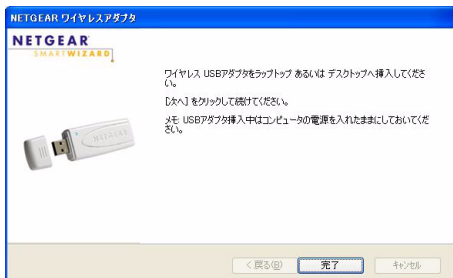 NETGEAR ワイヤレスアダプタ
NETGEAR
SMARTWIZARD
ワイヤレス USBアダプタをラップトップ あるいは デスクトップへ挿入してくださ
い。
[次へ] をクリックして続けてください。
メモ: USBアダプタ挿入中はコンピュータの電源を入れたままにしておいてくだ
さい。
NETGEAR
< 戻る(B)
完了
キャンセル